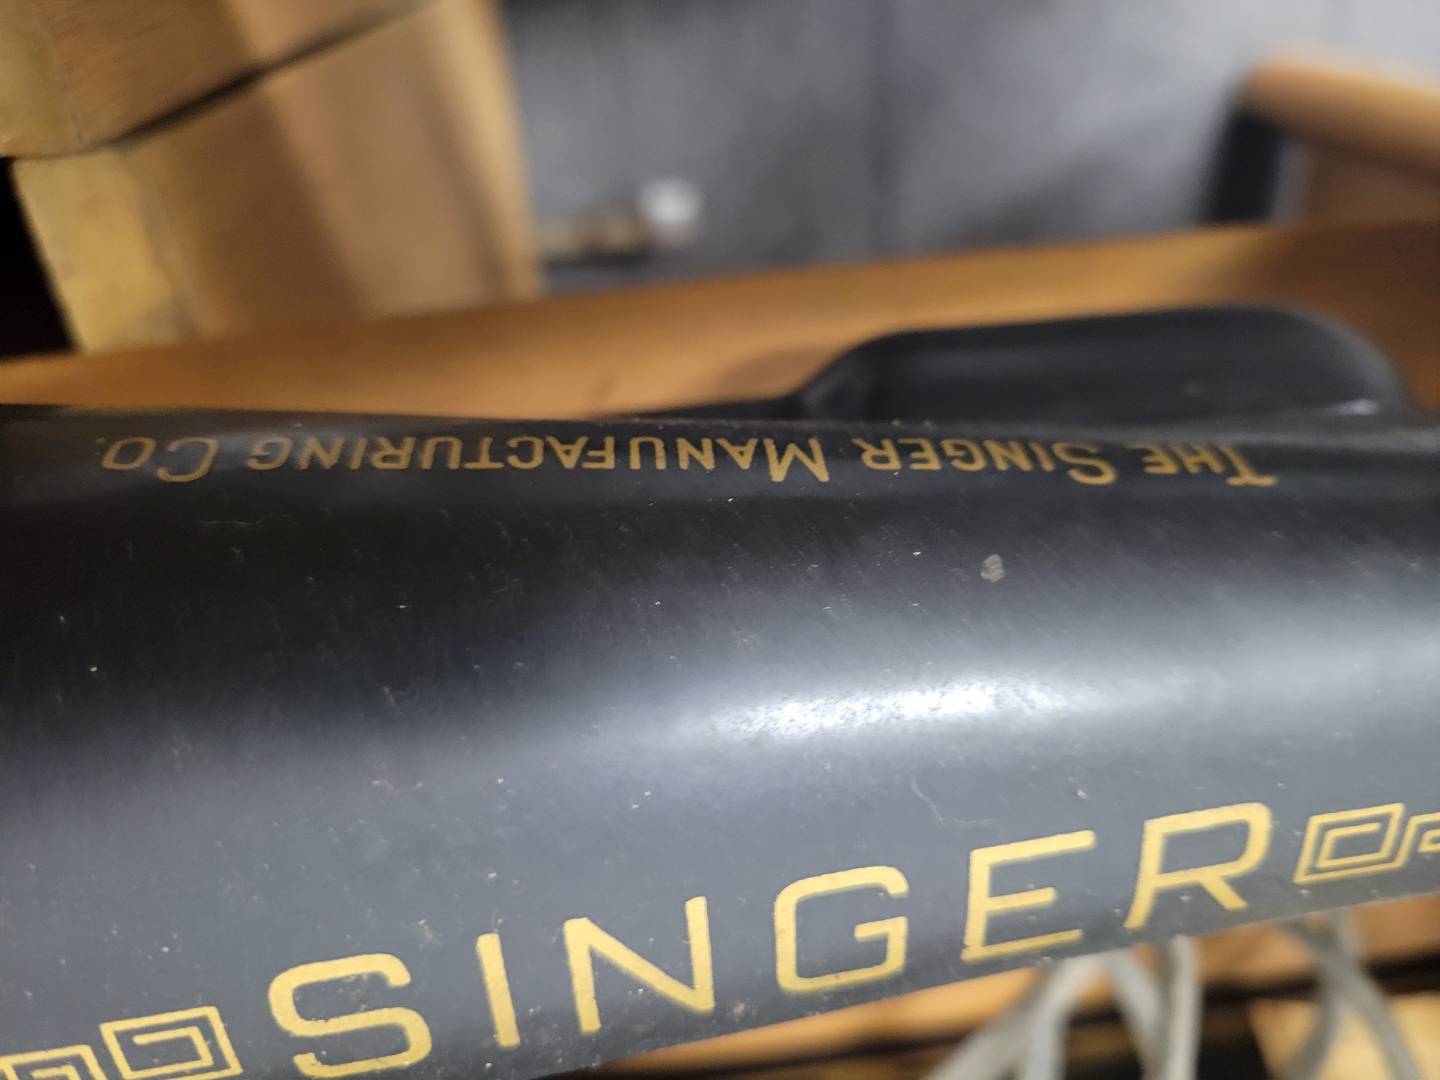 THE SINGER MANUFACTURING CO.
SINGER